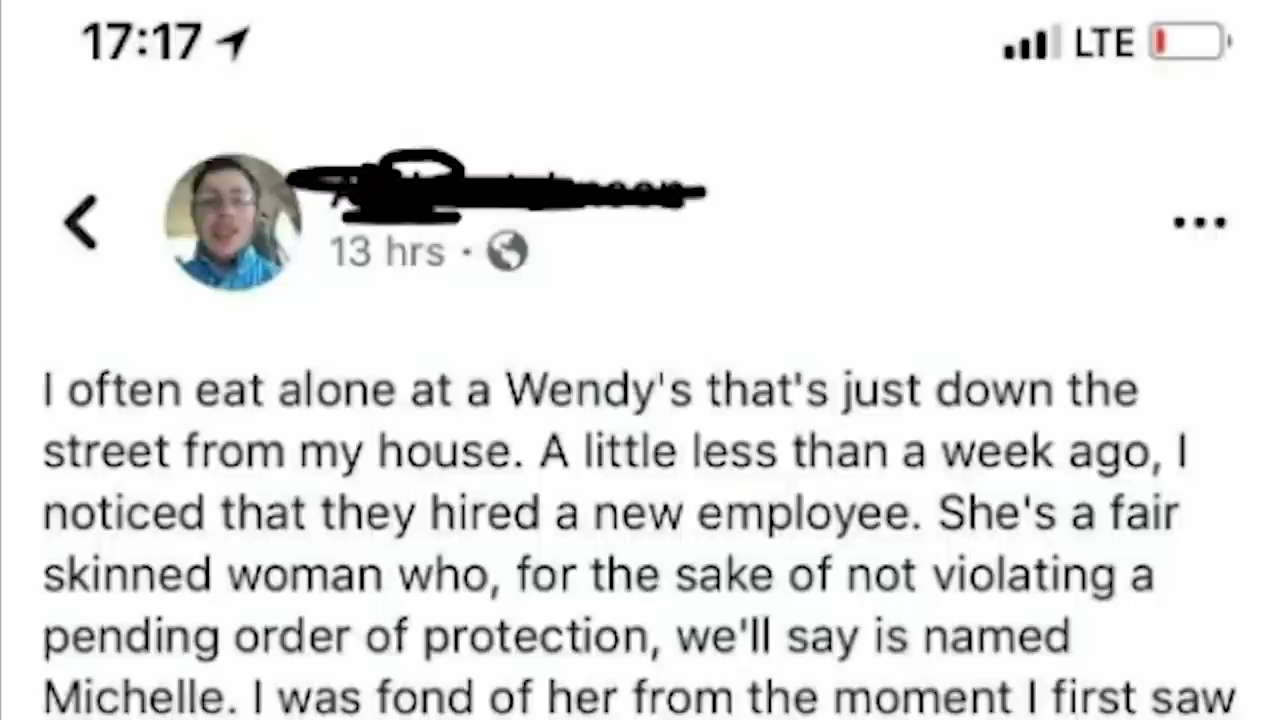 17:17
LTE
13 hrs ·
I often eat alone at a Wendy's that's just down the
street from my house. A little less than a week ago, I
noticed that they hired a new employee. She's a fair
skinned woman who, for the sake of not violating a
pending order of protection, we'll say is named
Michelle. I was fond of her from the moment I first saw